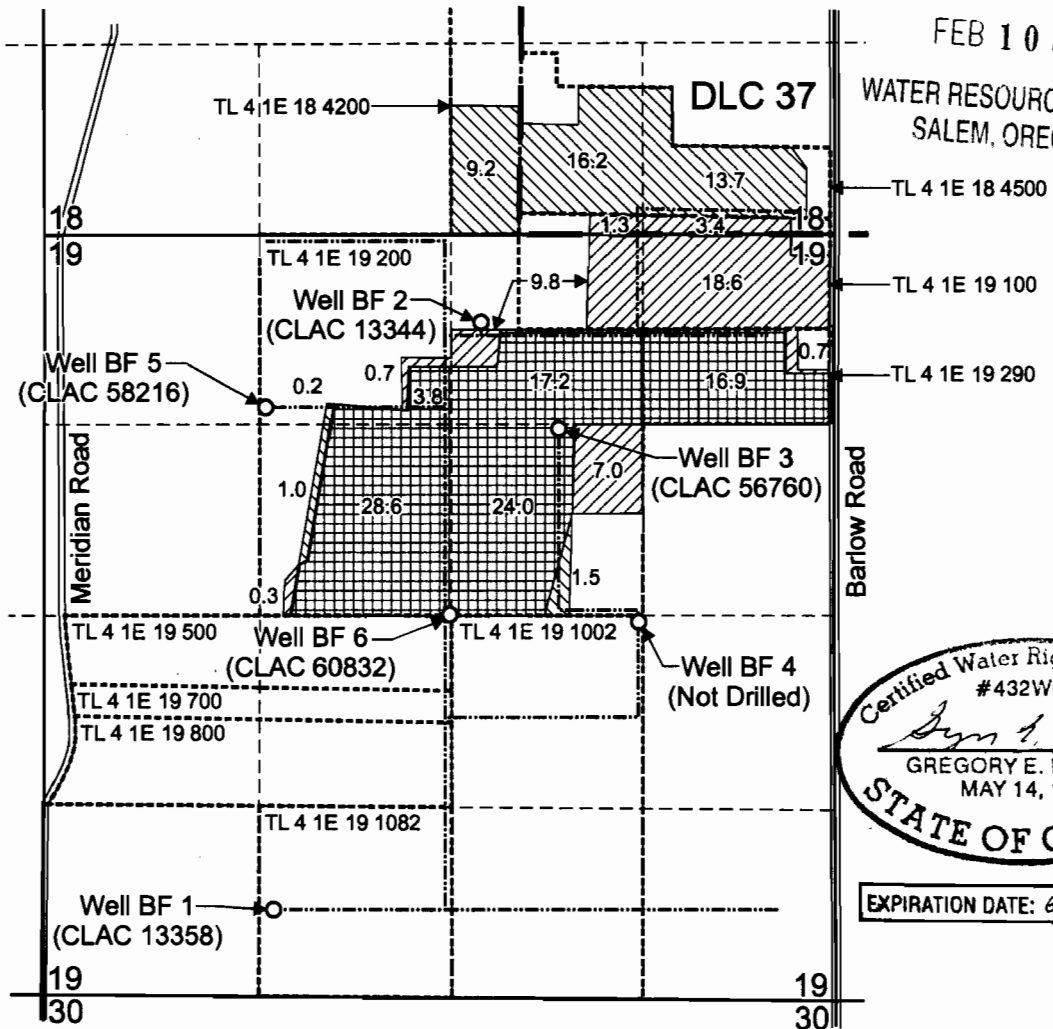 FEB 10
WATER RESOURC
SALEM, OREG
DLC 37
TL 4 1E 18 4200
9.2
16.2
13.7
TL 4 1E 18 4500
18
19
1.3
3.4
18
19
TL 4 1E 19 200
9.8
18.6
TL 4 1E 19 100
Well BF 2
(CLAC 13344)
Well BF 5
(CLAC 58216)
0.2
0.7
3.8
17.2
16.9
0.7
TL 4 1E 19 290
Meridian Road
1.0
28.6
24.0
7.0
Well BF 3
(CLAC 56760)
Barlow Road
0.3
1.5
TL 4 1E 19 500
Well BF 6
(CLAC 60832)
TL 4 1E 19 1002
Well BF 4
(Not Drilled)
TL 4 1E 19 700
TL 4 1E 19 800
TL 4 1E 19 1082
Well BF 1
(CLAC 13358)
19
30
19
30
Certified Water Rig
#432W
GREGORY E.
MAY 14,
STATE OF
EXPIRATION DATE: